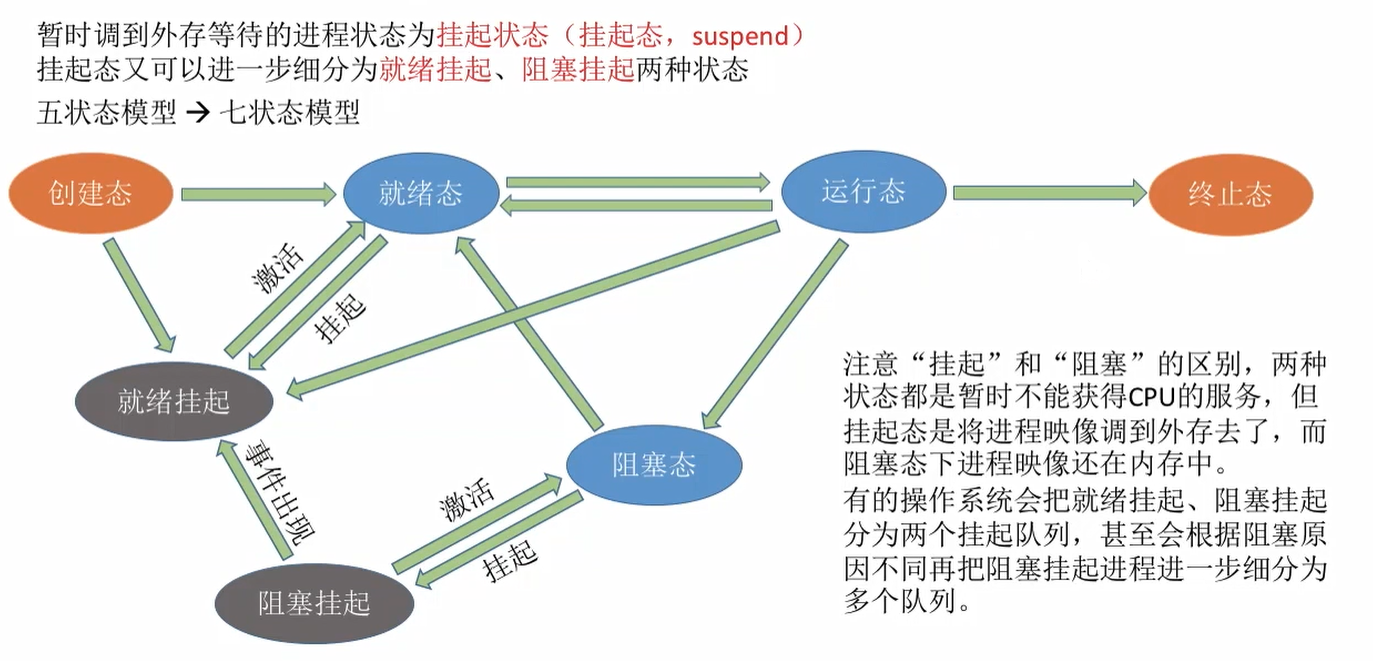 暂时调到外存等待的进程状态为挂起状态（挂起态，suspend）
挂起态又可以进一步细分为就绪挂起、阻塞挂起两种状态
五状态模型 → 七状态模型
创建态
就绪态
运行态
终止态
激活
挂起
就绪挂起
事件出现
阻塞态
激活
挂起
阻塞挂起
注意“挂起”和“阻塞”的区别，两种
状态都是暂时不能获得CPU的服务，但
挂起态是将进程映像调到外存去了，而
阻塞态下进程映像还在内存中。
有的操作系统会把就绪挂起、阻塞挂起
分为两个挂起队列，甚至会根据阻塞原
因不同再把阻塞挂起进程进一步细分为
多个队列。